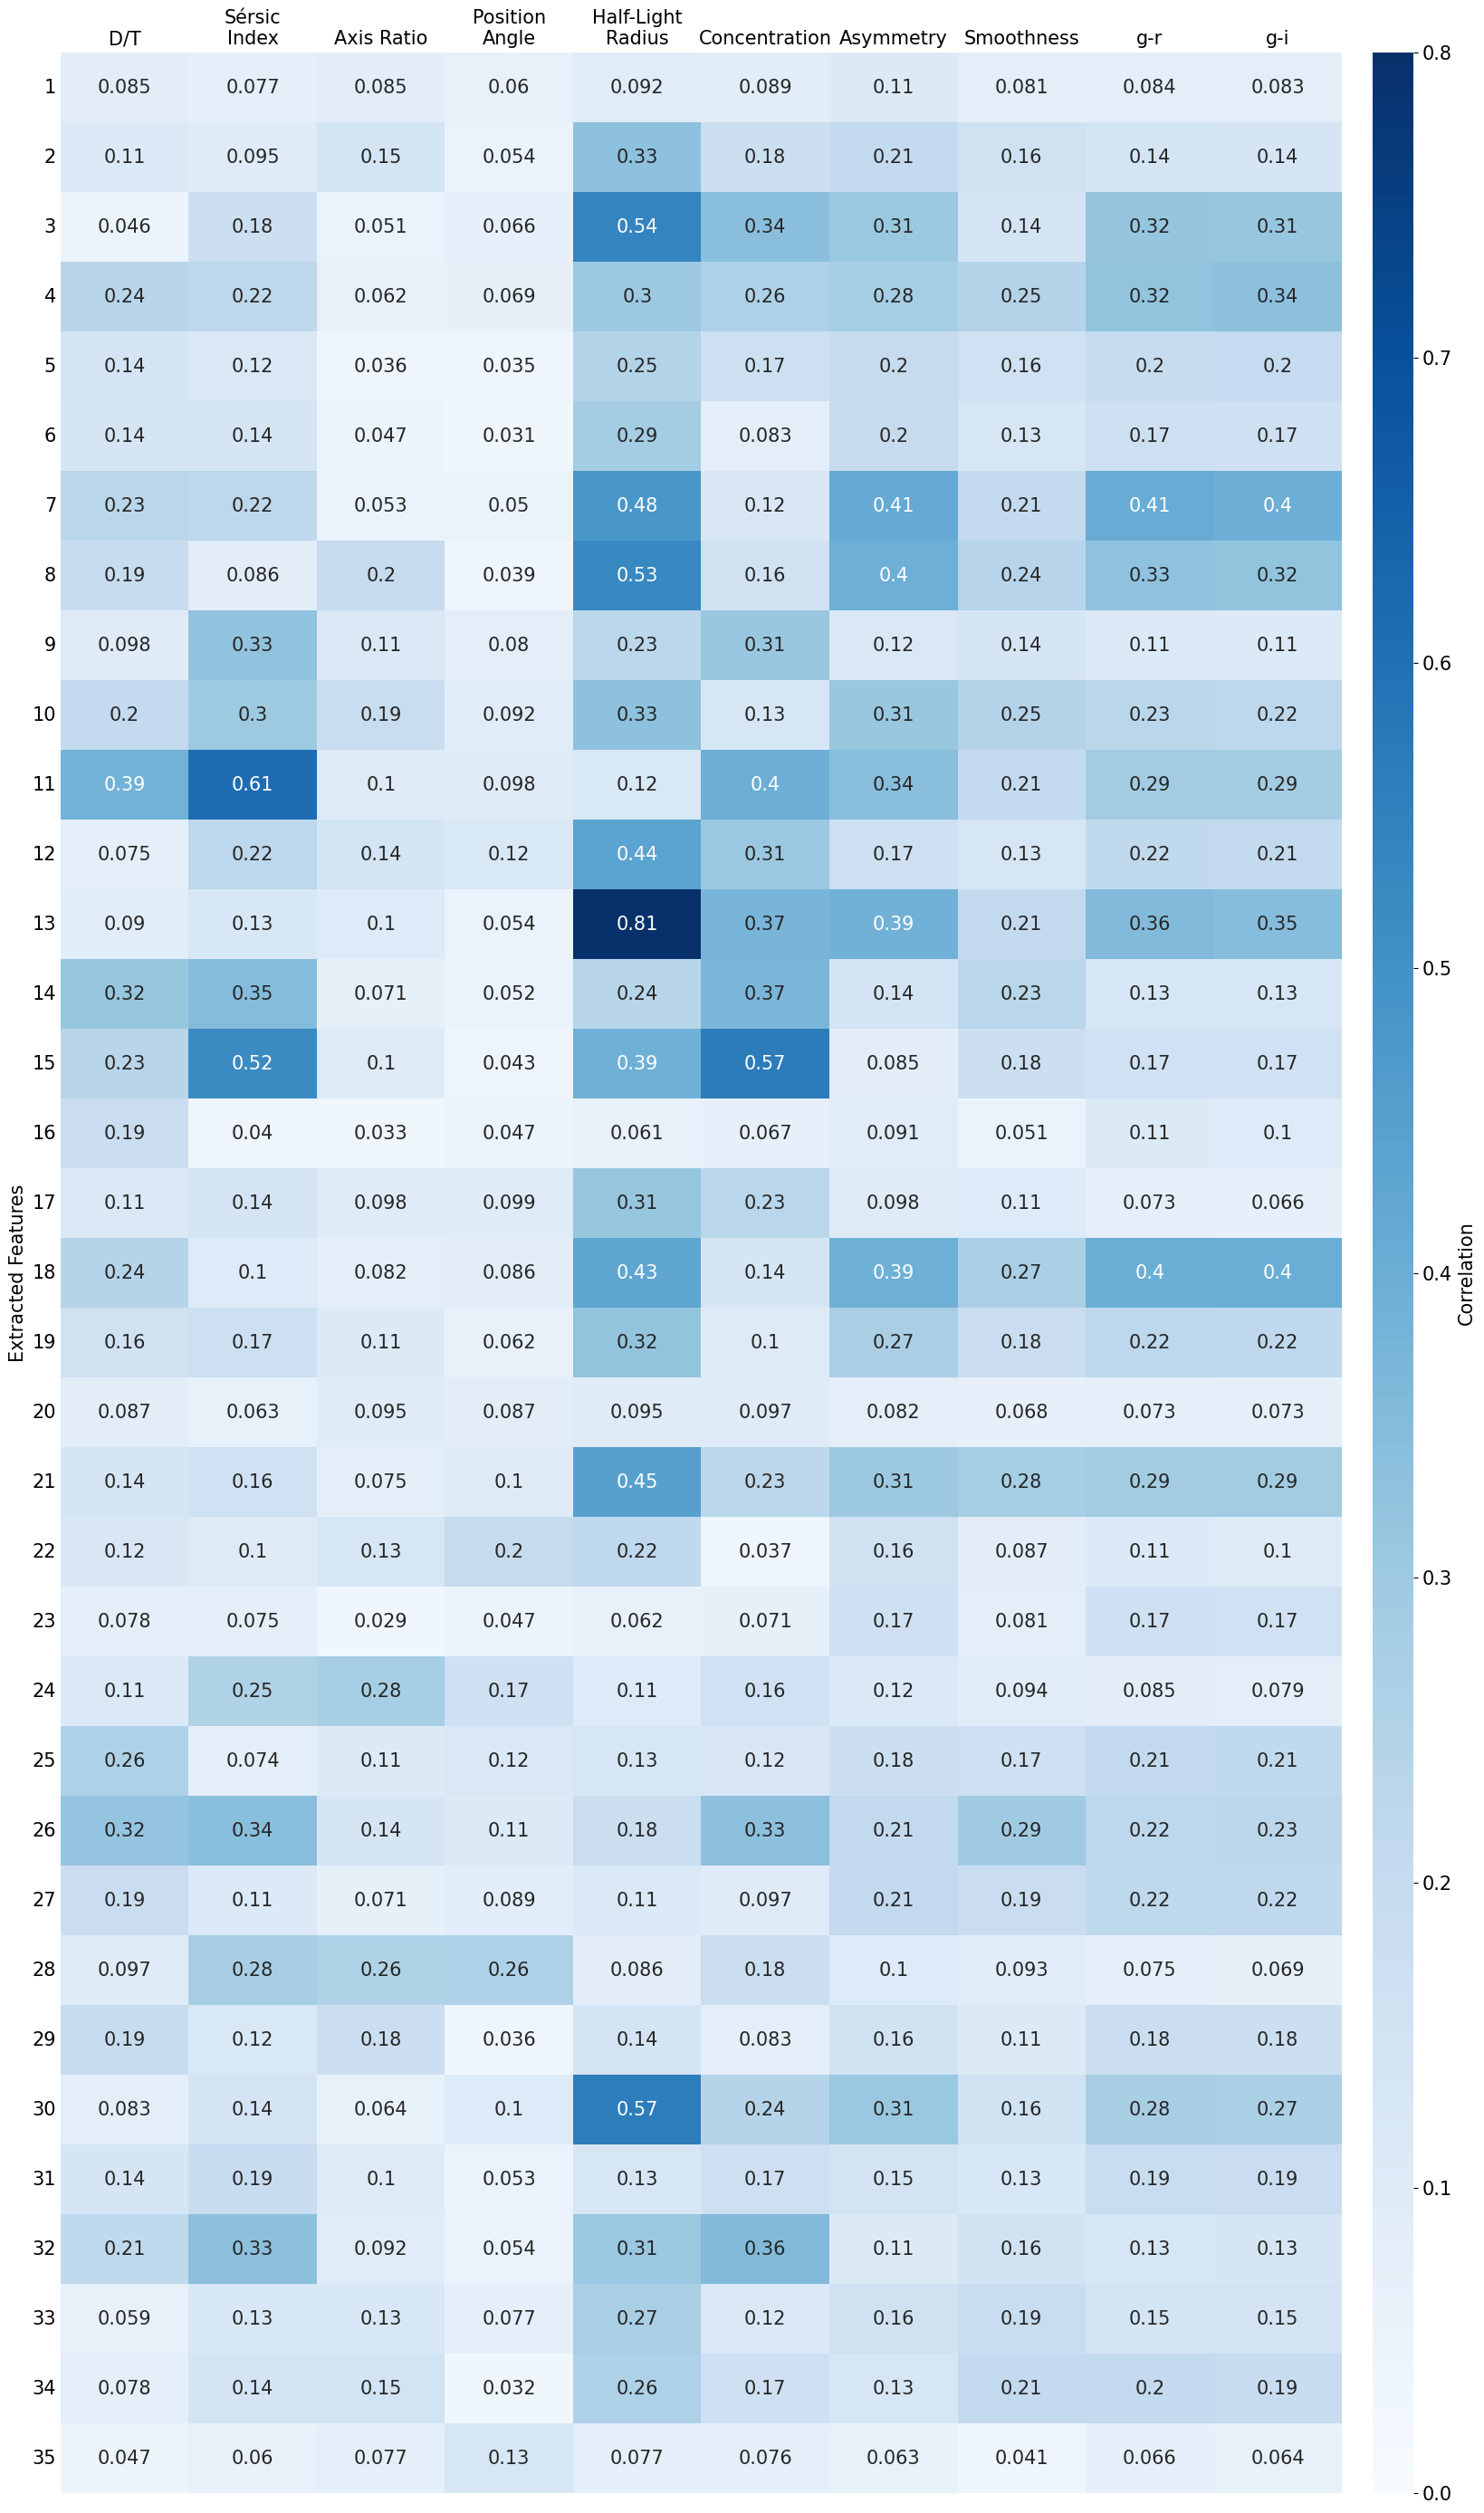 D/T Sérsic Index Axis Ratio Position Angle Half-Light Radius Concentration Asymmetry Smoothness g-r g-i
1 0.085 0.077 0.085 0.06 0.092 0.089 0.11 0.081 0.084 0.083
2 0.11 0.095 0.15 0.054 0.33 0.18 0.21 0.16 0.14 0.14
3 0.046 0.18 0.051 0.066 0.54 0.34 0.31 0.14 0.32 0.31
4 0.24 0.22 0.062 0.069 0.3 0.26 0.28 0.25 0.32 0.34
5 0.14 0.12 0.036 0.035 0.25 0.17 0.2 0.16 0.2 0.2
6 0.14 0.14 0.047 0.031 0.29 0.083 0.2 0.13 0.17 0.17
7 0.23 0.22 0.053 0.05 0.48 0.12 0.41 0.21 0.41 0.4
8 0.19 0.086 0.2 0.039 0.53 0.16 0.4 0.24 0.33 0.32
9 0.098 0.33 0.11 0.08 0.23 0.31 0.12 0.14 0.11 0.11
10 0.2 0.3 0.19 0.092 0.33 0.13 0.31 0.25 0.23 0.22
11 0.39 0.61 0.1 0.098 0.12 0.4 0.34 0.21 0.29 0.29
12 0.075 0.22 0.14 0.12 0.44 0.31 0.17 0.13 0.22 0.21
13 0.09 0.13 0.1 0.054 0.81 0.37 0.39 0.21 0.36 0.35
14 0.32 0.35 0.071 0.052 0.24 0.37 0.14 0.23 0.13 0.13
15 0.23 0.52 0.1 0.043 0.39 0.57 0.085 0.18 0.17 0.17
16 0.19 0.04 0.033 0.047 0.061 0.067 0.091 0.051 0.11 0.1
17 0.11 0.14 0.098 0.099 0.31 0.23 0.098 0.11 0.073 0.066
18 0.24 0.1 0.082 0.086 0.43 0.14 0.39 0.27 0.4 0.4
19 0.16 0.17 0.11 0.062 0.32 0.1 0.27 0.18 0.22 0.22
20 0.087 0.063 0.095 0.087 0.095 0.097 0.082 0.068 0.073 0.073
21 0.14 0.16 0.075 0.1 0.45 0.23 0.31 0.28 0.29 0.29
22 0.12 0.1 0.13 0.2 0.22 0.037 0.16 0.087 0.11 0.1
23 0.078 0.075 0.029 0.047 0.062 0.071 0.17 0.081 0.17 0.17
24 0.11 0.25 0.28 0.17 0.11 0.16 0.12 0.094 0.085 0.079
25 0.26 0.074 0.11 0.12 0.13 0.12 0.18 0.17 0.21 0.21
26 0.32 0.34 0.14 0.11 0.18 0.33 0.21 0.29 0.22 0.23
27 0.19 0.11 0.071 0.089 0.11 0.097 0.21 0.19 0.22 0.22
28 0.097 0.28 0.26 0.26 0.086 0.18 0.1 0.093 0.075 0.069
29 0.19 0.12 0.18 0.036 0.14 0.083 0.16 0.11 0.18 0.18
30 0.083 0.14 0.064 0.1 0.57 0.24 0.31 0.16 0.28 0.27
31 0.14 0.19 0.1 0.053 0.13 0.17 0.15 0.13 0.19 0.19
32 0.21 0.33 0.092 0.054 0.31 0.36 0.11 0.16 0.13 0.13
33 0.059 0.13 0.13 0.077 0.27 0.12 0.16 0.19 0.15 0.15
34 0.078 0.14 0.15 0.032 0.26 0.17 0.13 0.21 0.2 0.19
35 0.047 0.06 0.077 0.13 0.077 0.076 0.063 0.041 0.066 0.064
Extracted Features
0.8
0.7
0.6
0.5
0.4
0.3
0.2
0.1
0.0
Correlation